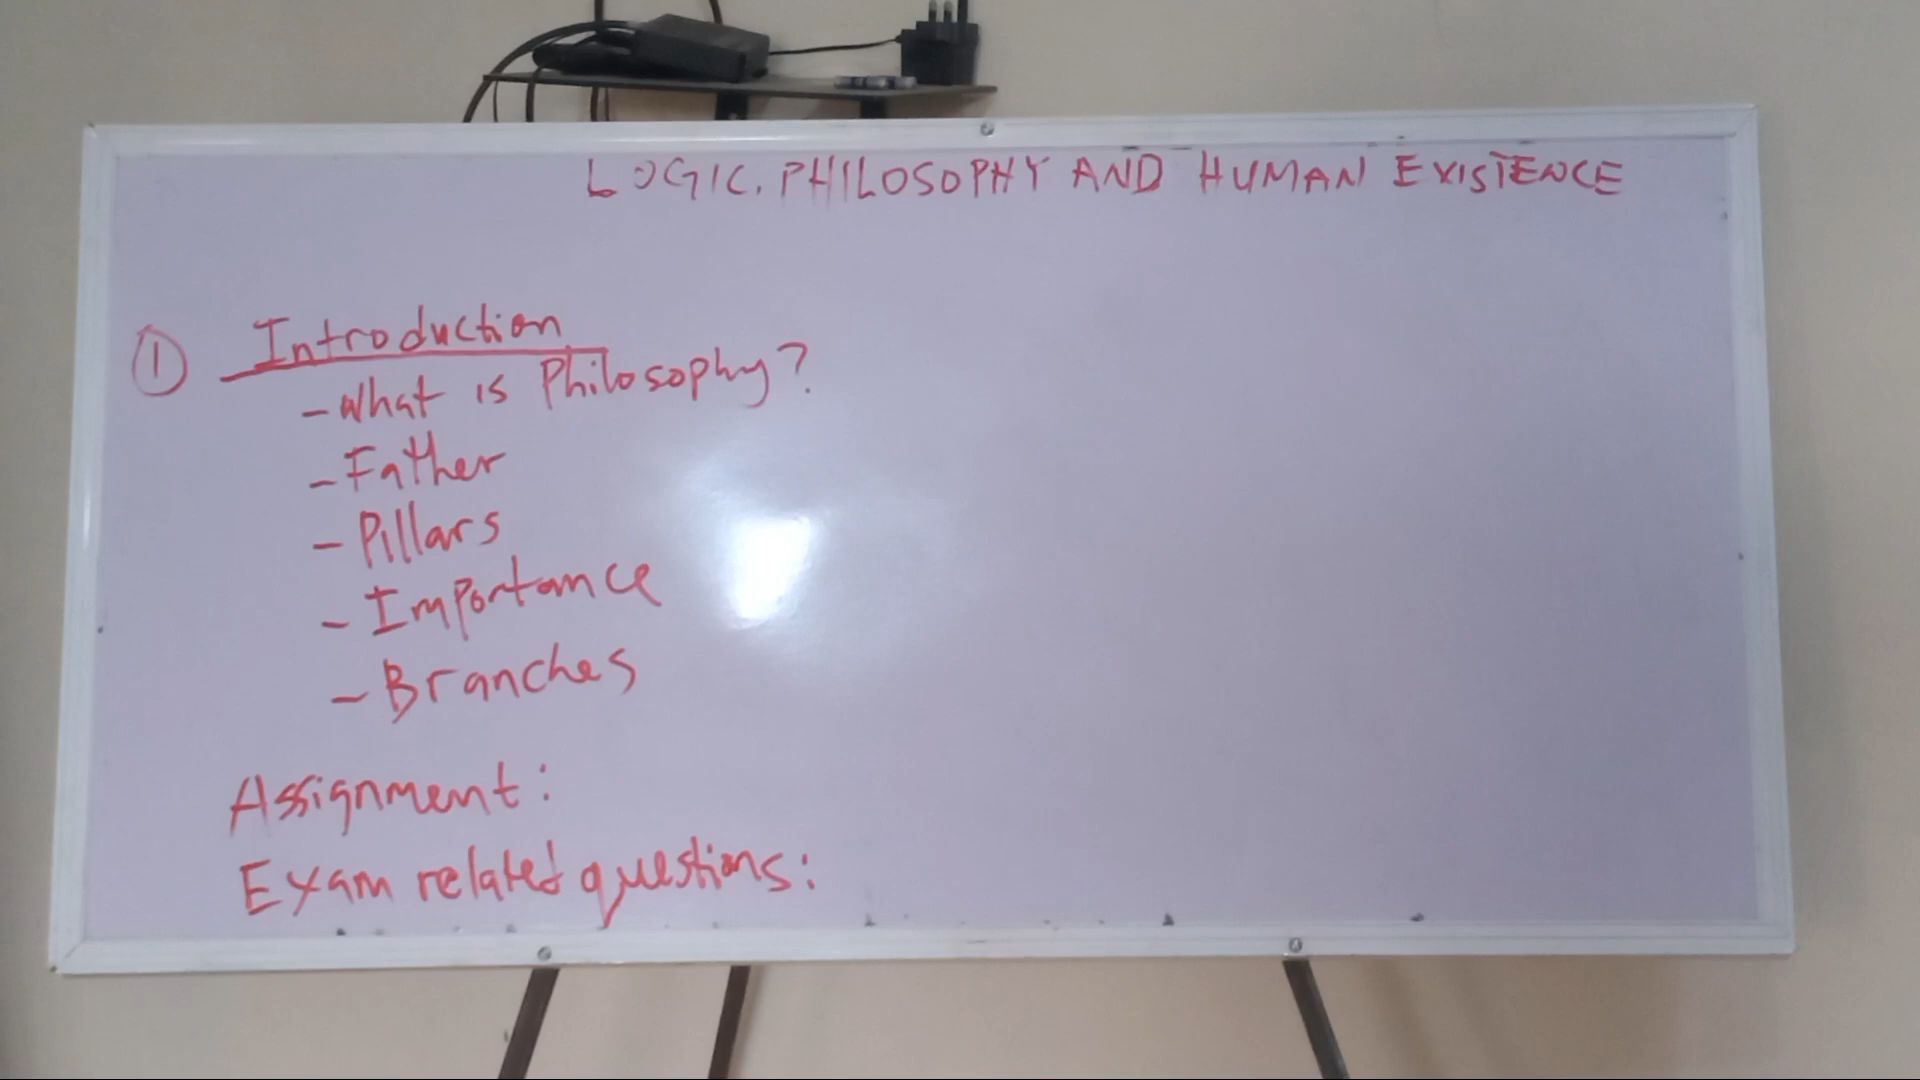 LOGIC, PHILOSOPHY AND HUMAN EXISTENCE
① Introduction
- What is Philosophy?
- Father
- Pillars
- Importance
- Branches
Assignment:
Exam related questions: